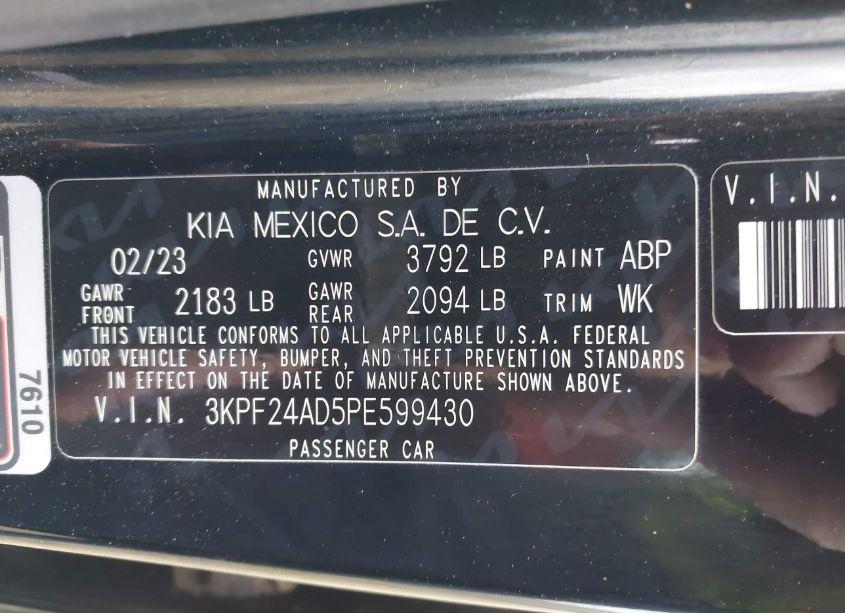 MANUFACTURED BY
KIA MEXICO S.A. DE C.V.
02/23 GVWR 3792 LB PAINT ABP
GAWR FRONT 2183 LB GAWR REAR 2094 LB TRIM WK
THIS VEHICLE CONFORMS TO ALL APPLICABLE U.S.A. FEDERAL
MOTOR VEHICLE SAFETY, BUMPER, AND THEFT PREVENTION STANDARDS
IN EFFECT ON THE DATE OF MANUFACTURE SHOWN ABOVE.
V.I.N. 3KPF24AD5PE599430
PASSENGER CAR
V.I.N.
7610